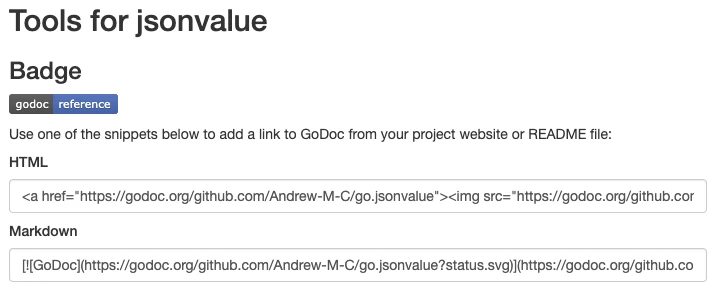 Tools for jsonvalue
Badge
godoc reference
Use one of the snippets below to add a link to GoDoc from your project website or README file:
HTML
<a href="https://godoc.org/github.com/Andrew-M-C/go.jsonvalue"><img src="https://godoc.org/github.cor
Markdown
[![GoDoc](https://godoc.org/github.com/Andrew-M-C/go.jsonvalue?status.svg)](https://godoc.org/github.co